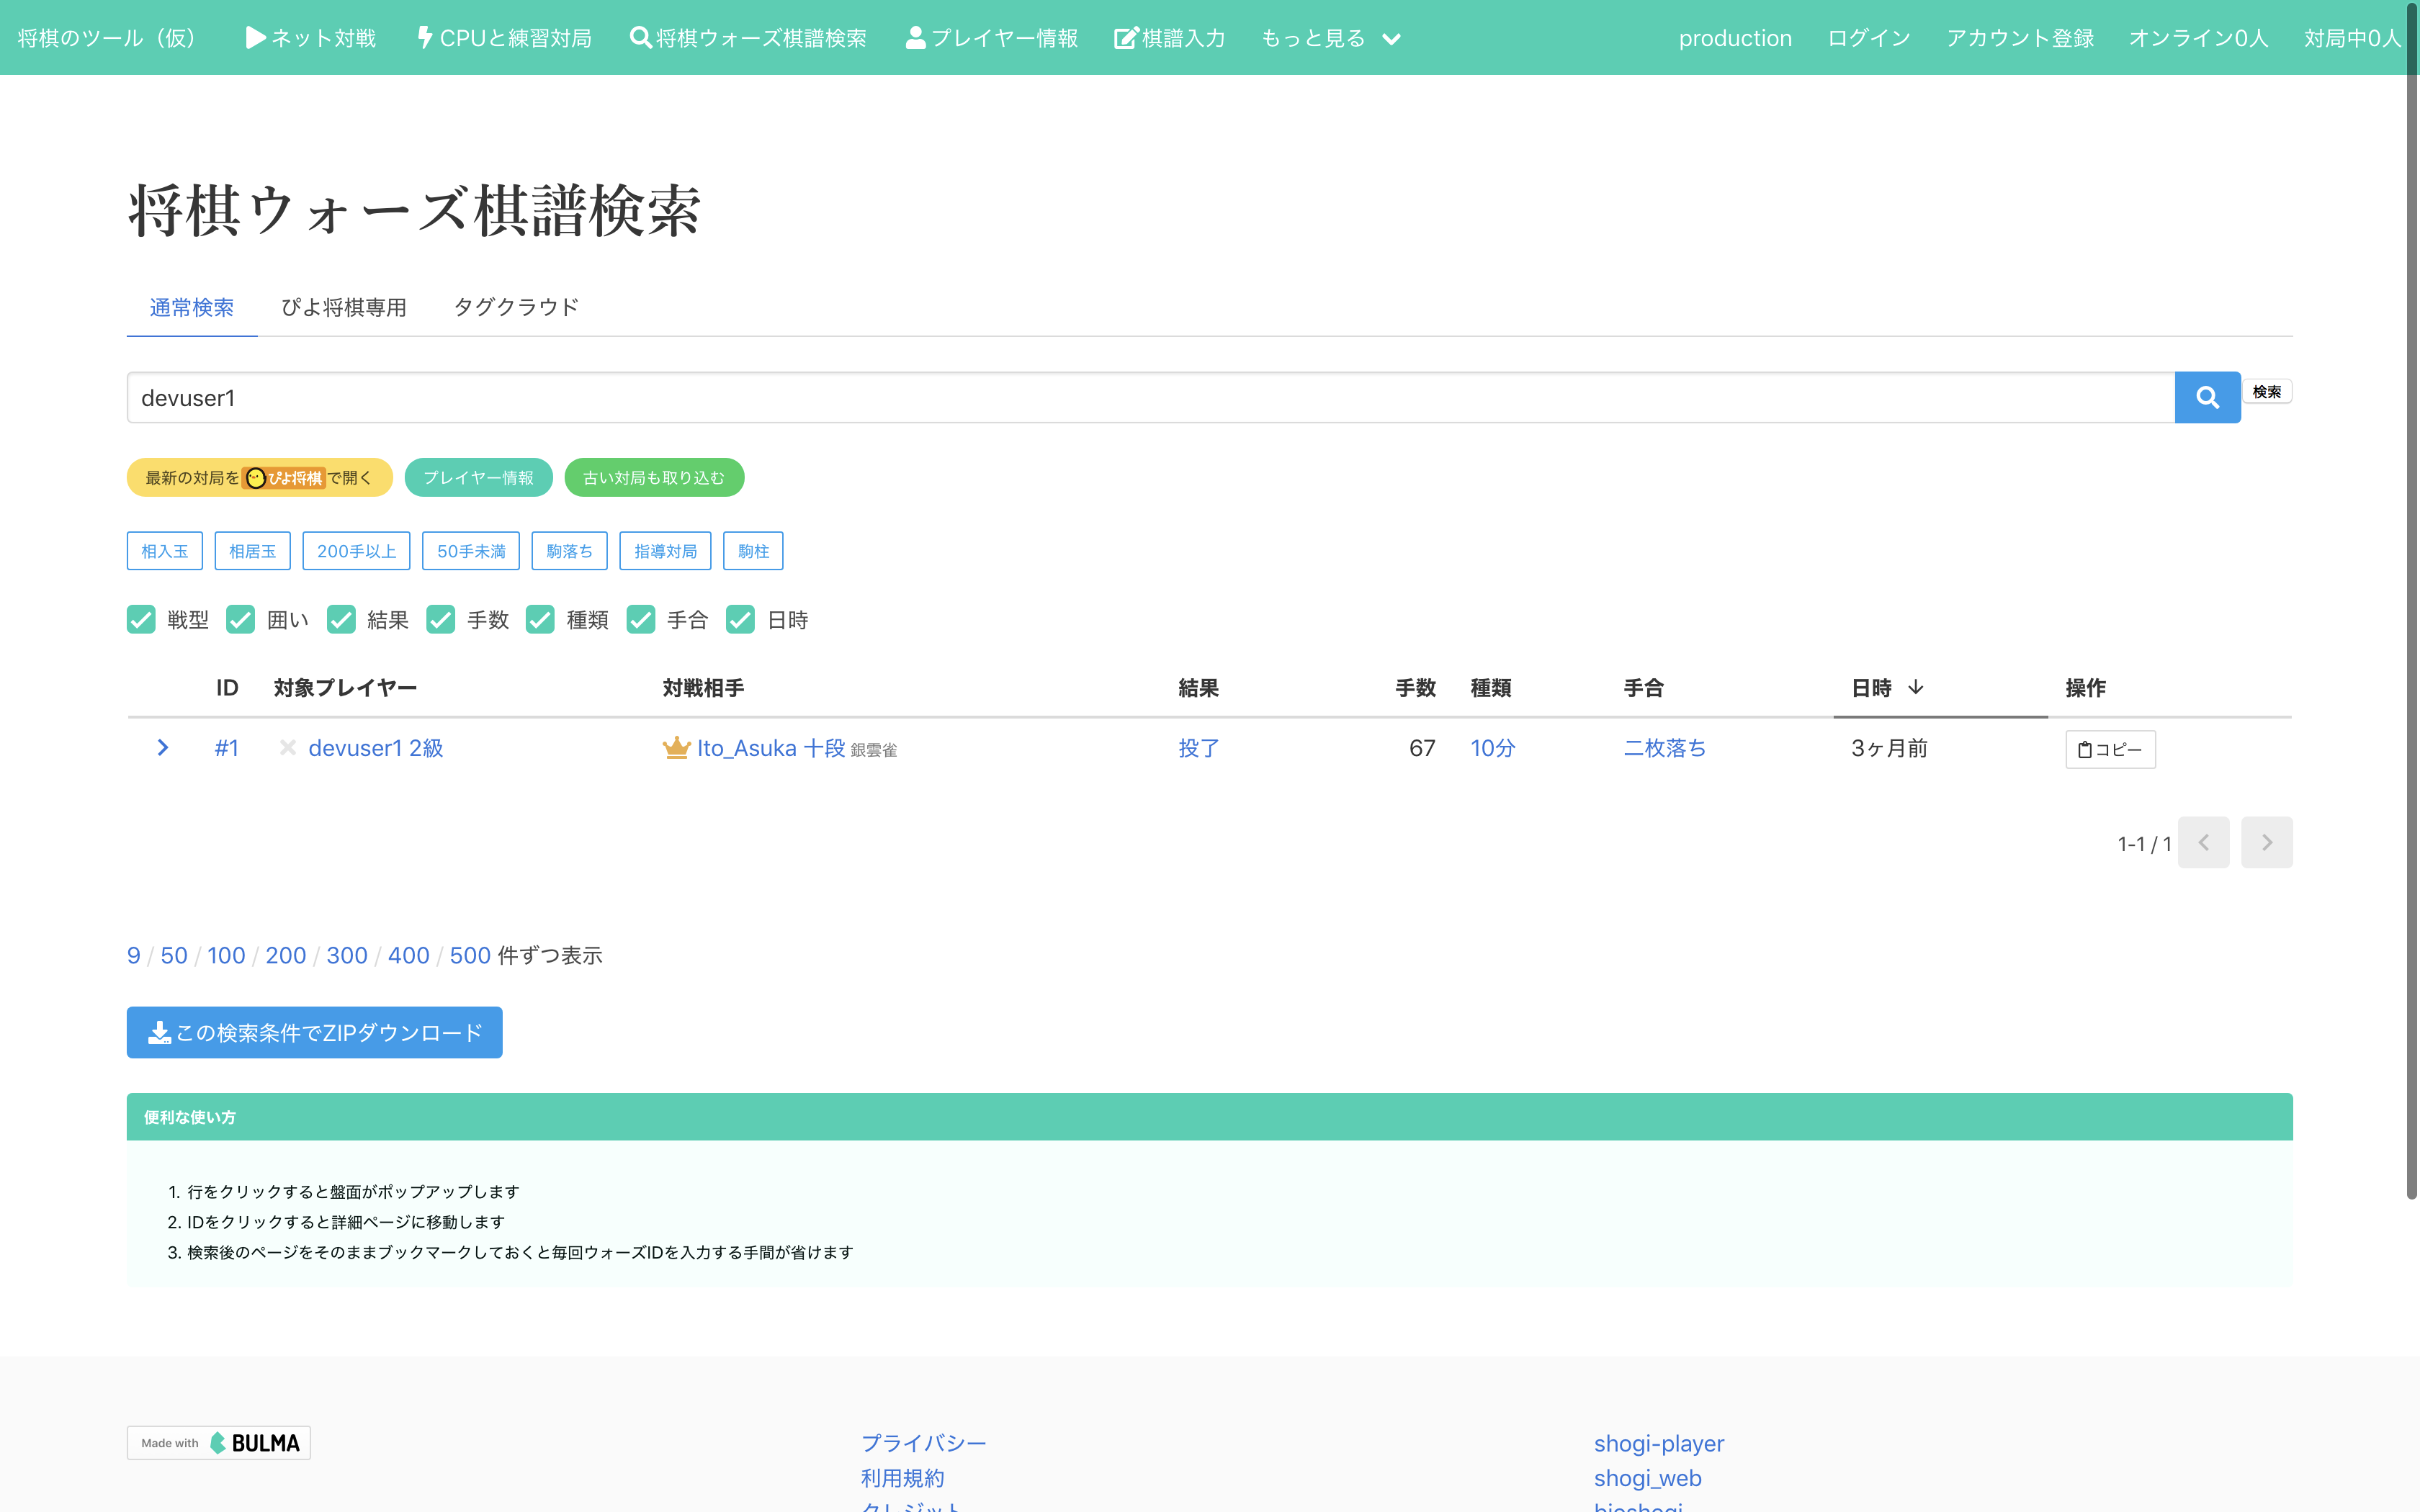 将棋のツール（仮） ネット対戦 CPUと練習対局 将棋ウォーズ棋譜検索 プレイヤー情報 棋譜入力 もっと見る production ログイン アカウント登録 オンライン0人 対局中0人
将棋ウォーズ棋譜検索
通常検索 ぴよ将棋専用 タグクラウド
devuser1 検索
最新の対局をぴよ将棋で開く プレイヤー情報 古い対局も取り込む
相入玉 相居玉 200手以上 50手未満 駒落ち 指導対局 駒柱
戦型 囲い 結果 手数 種類 手合 日時
ID 対象プレイヤー 対戦相手 結果 手数 種類 手合 日時 操作
#1 devuser1 2級 Ito_Asuka 十段 銀雲雀 投了 67 10分 二枚落ち 3ヶ月前 コピー
1-1 / 1
9 / 50 / 100 / 200 / 300 / 400 / 500 件ずつ表示
この検索条件でZIPダウンロード
便利な使い方
1. 行をクリックすると盤面がポップアップします
2. IDをクリックすると詳細ページに移動します
3. 検索後のページをそのままブックマークしておくと毎回ウォーズIDを入力する手間が省けます
Made with BULMA プライバシー shogi-player
利用規約 shogi_web
クレジット bioshogi